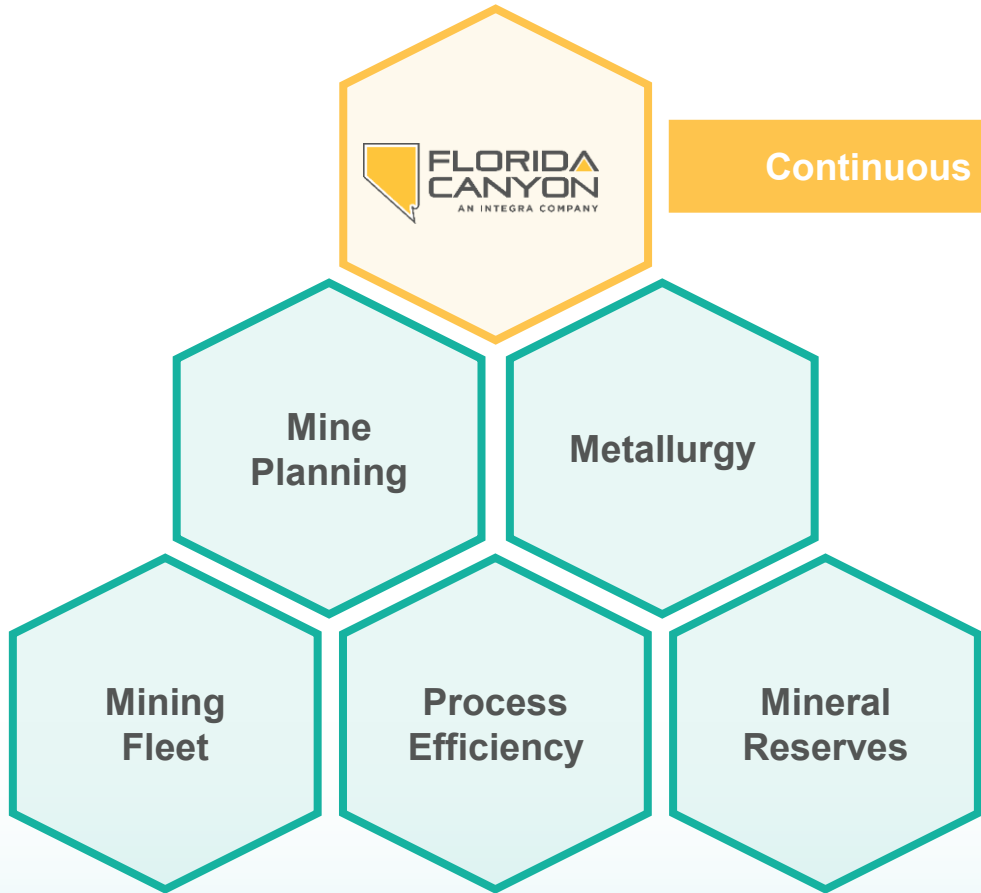 FLORIDA
CANYON
AN INTEGRA COMPANY
Continuous
Mine
Planning
Metallurgy
Mining
Fleet
Process
Efficiency
Mineral
Reserves